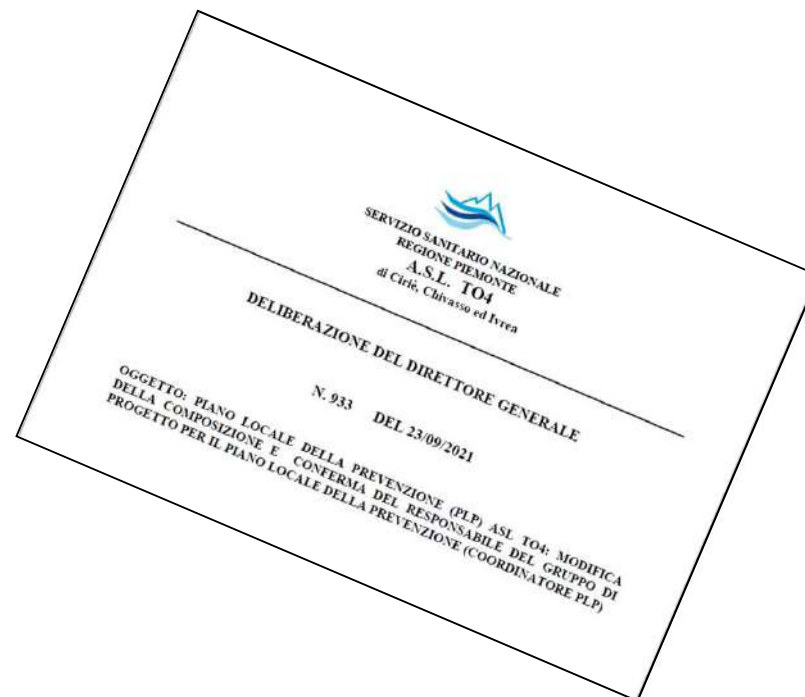 SERVIZIO SANITARIO NAZIONALE
REGIONE PIEMONTE
A.S.L. TO4
di Ciriè, Chivasso ed Ivrea
DELIBERAZIONE DEL DIRETTORE GENERALE
N. 933 DEL 23/09/2021
OGGETTO: PIANO LOCALE DELLA PREVENZIONE (PLP) ASL TO4: MODIFICA
DELLA COMPOSIZIONE E CONFERMA DEL RESPONSABILE DEL GRUPPO DI
PROGETTO PER IL PIANO LOCALE DELLA PREVENZIONE (COORDINATORE PLP)